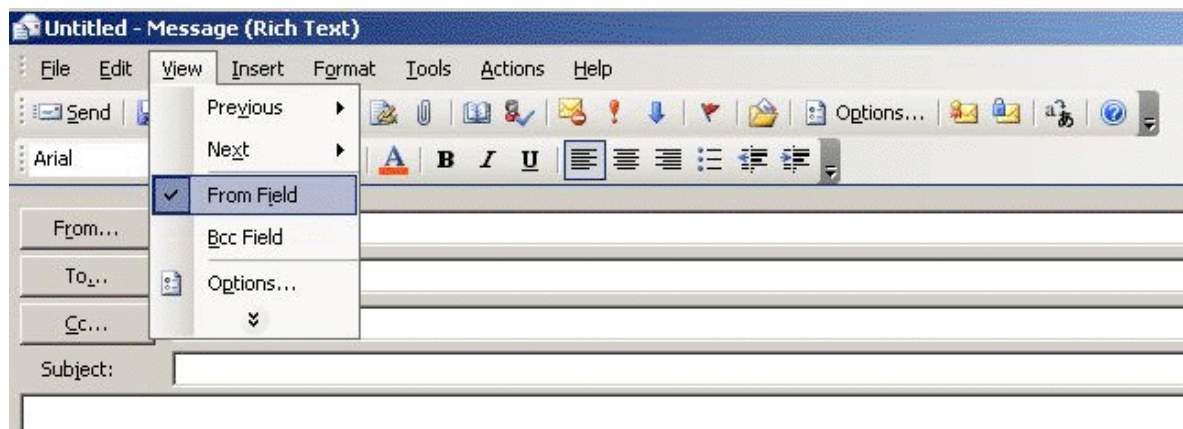 Untitled - Message (Rich Text)
File Edit View Insert Format Tools Actions Help
Send Options...
Arial B I U
Previous
Next
From Field
Bcc Field
Options...
From...
To...
Cc...
Subject: